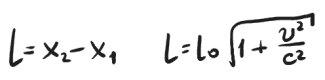 L = x₂ - x₁   L = L₀ √(1 + v²/c²)